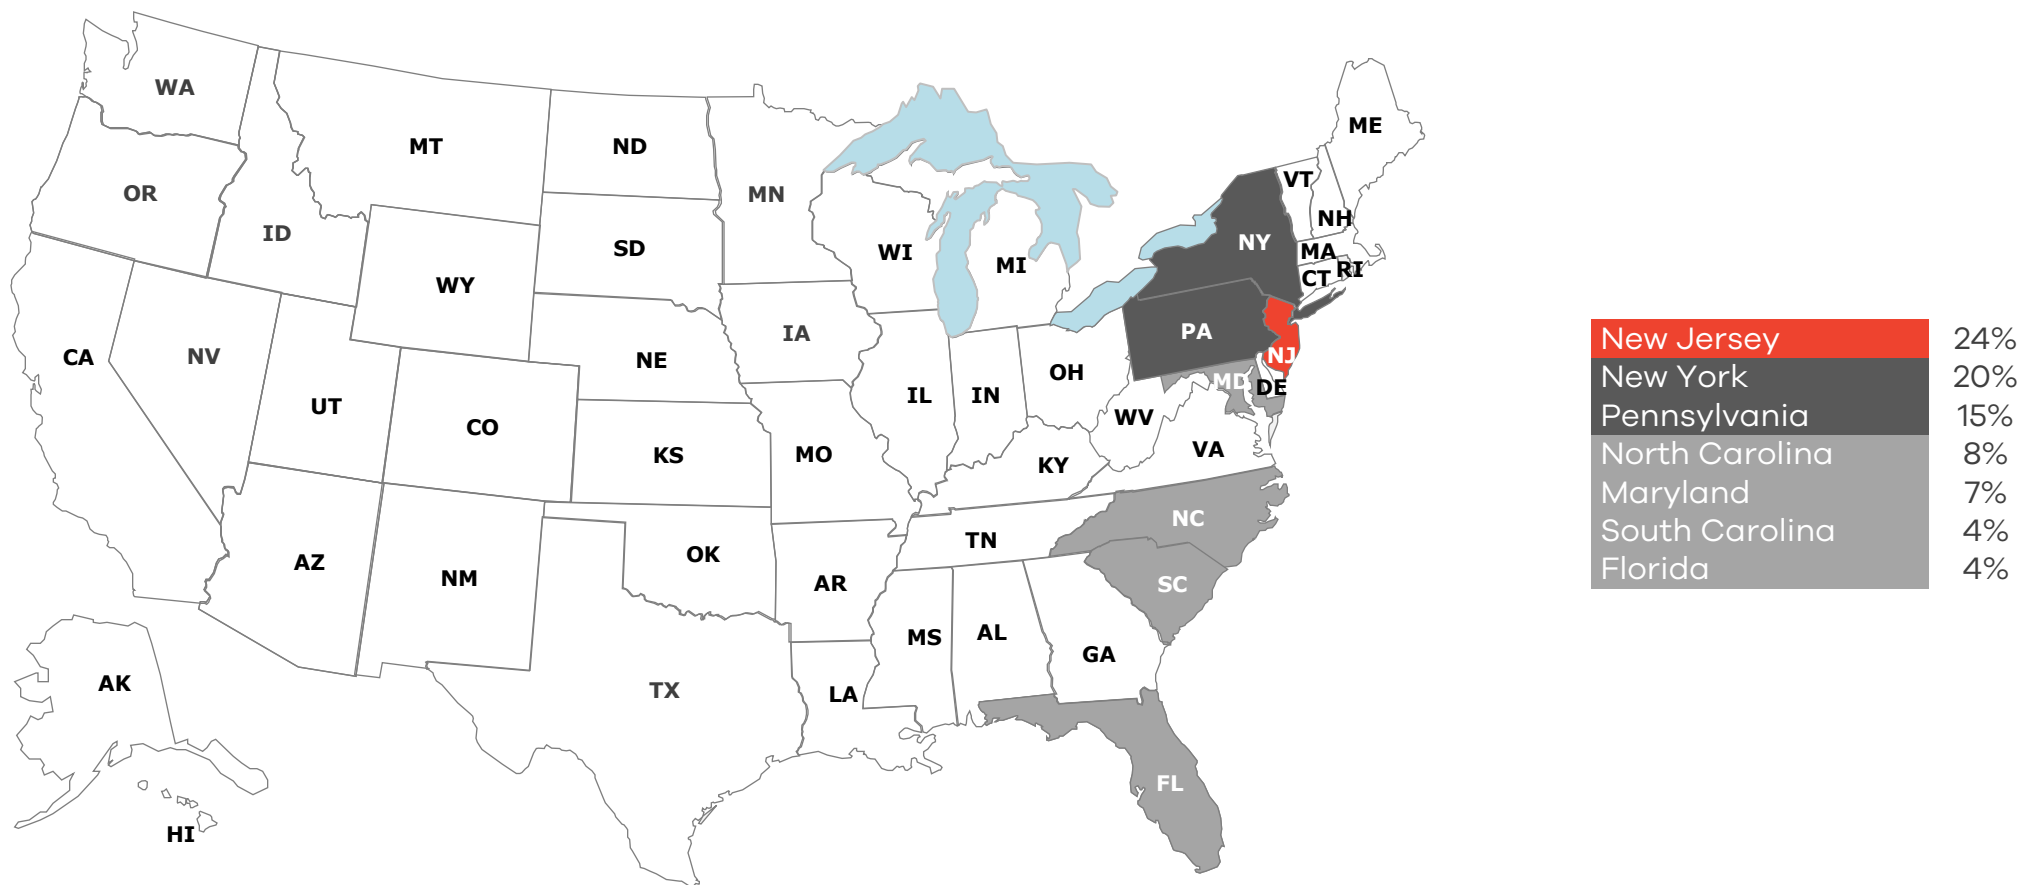 WA
MT
ND
MN
OR
ID
SD
WY
WI
MI
ME
VT
NH
NY
MA
RI
CT
CA
NV
UT
CO
NE
IA
KS
MO
IL
IN
OH
PA
NJ
MD
DE
WV
VA
KY
AZ
NM
OK
AR
TN
NC
SC
MS
AL
GA
LA
TX
FL
AK
HI
New Jersey 24%
New York 20%
Pennsylvania 15%
North Carolina 8%
Maryland 7%
South Carolina 4%
Florida 4%